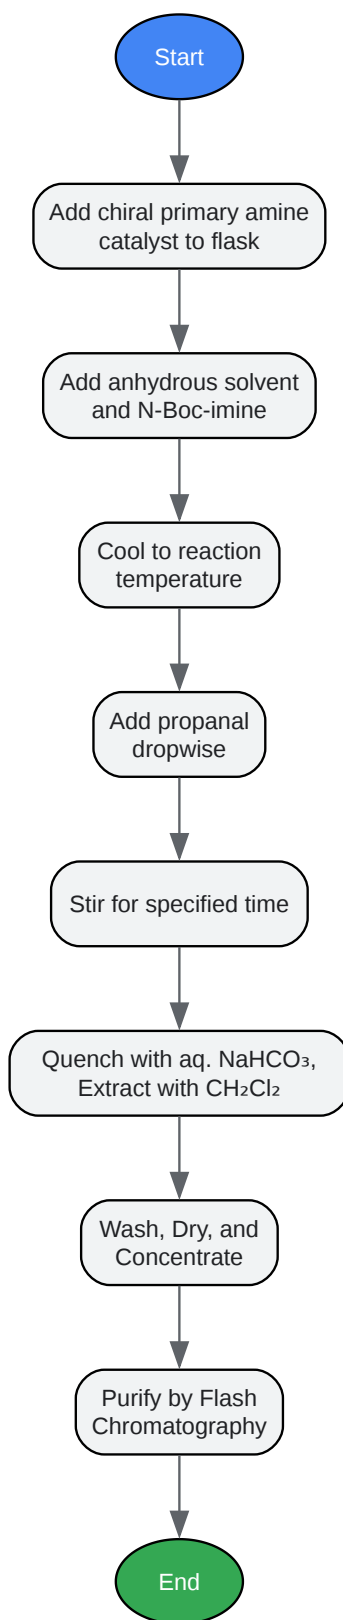 Start
Add chiral primary amine
catalyst to flask
Add anhydrous solvent
and N-Boc-imine
Cool to reaction
temperature
Add propanal
dropwise
Stir for specified time
Quench with aq. NaHCO₃,
Extract with CH₂Cl₂
Wash, Dry, and
Concentrate
Purify by Flash
Chromatography
End